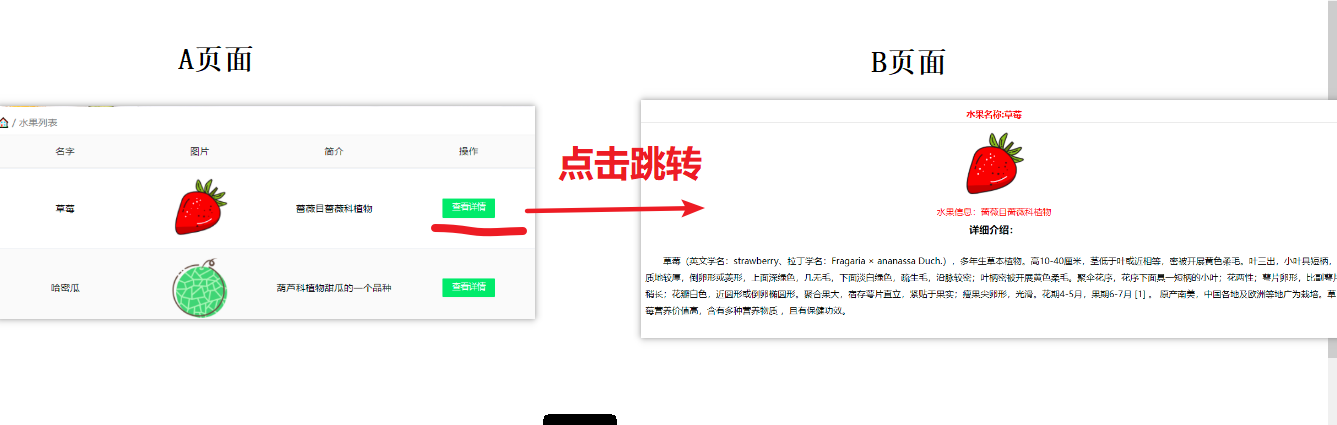 A页面
B页面
/ 水果列表
名字 图片 简介 操作
草莓 蔷薇目蔷薇科植物 查看详情
哈密瓜 葫芦科植物甜瓜的一个品种 查看详情
点击跳转
水果名称:草莓
水果信息：蔷薇目蔷薇科植物
详细介绍：
草莓（英文学名：strawberry、拉丁学名：Fragaria × ananassa Duch.），多年生草本植物。高10-40厘米，茎低于叶或近相等，密被开展黄色柔毛。叶三出，小叶具短柄，
质地较厚，倒卵形或菱形，上面深绿色，几无毛，下面淡白绿色，疏生毛，沿脉较密；叶柄密被开展黄色柔毛。聚伞花序，花序下面具一短柄的小叶；花两性；萼片卵形，比副萼片
稍长；花瓣白色，近圆形或倒卵椭圆形。聚合果大，宿存萼片直立，紧贴于果实；瘦果尖卵形，光滑。花期4-5月，果期6-7月 [1] 。 原产南美，中国各地及欧洲等地广为栽培。草
莓营养价值高，含有多种营养物质 ，且有保健功效。